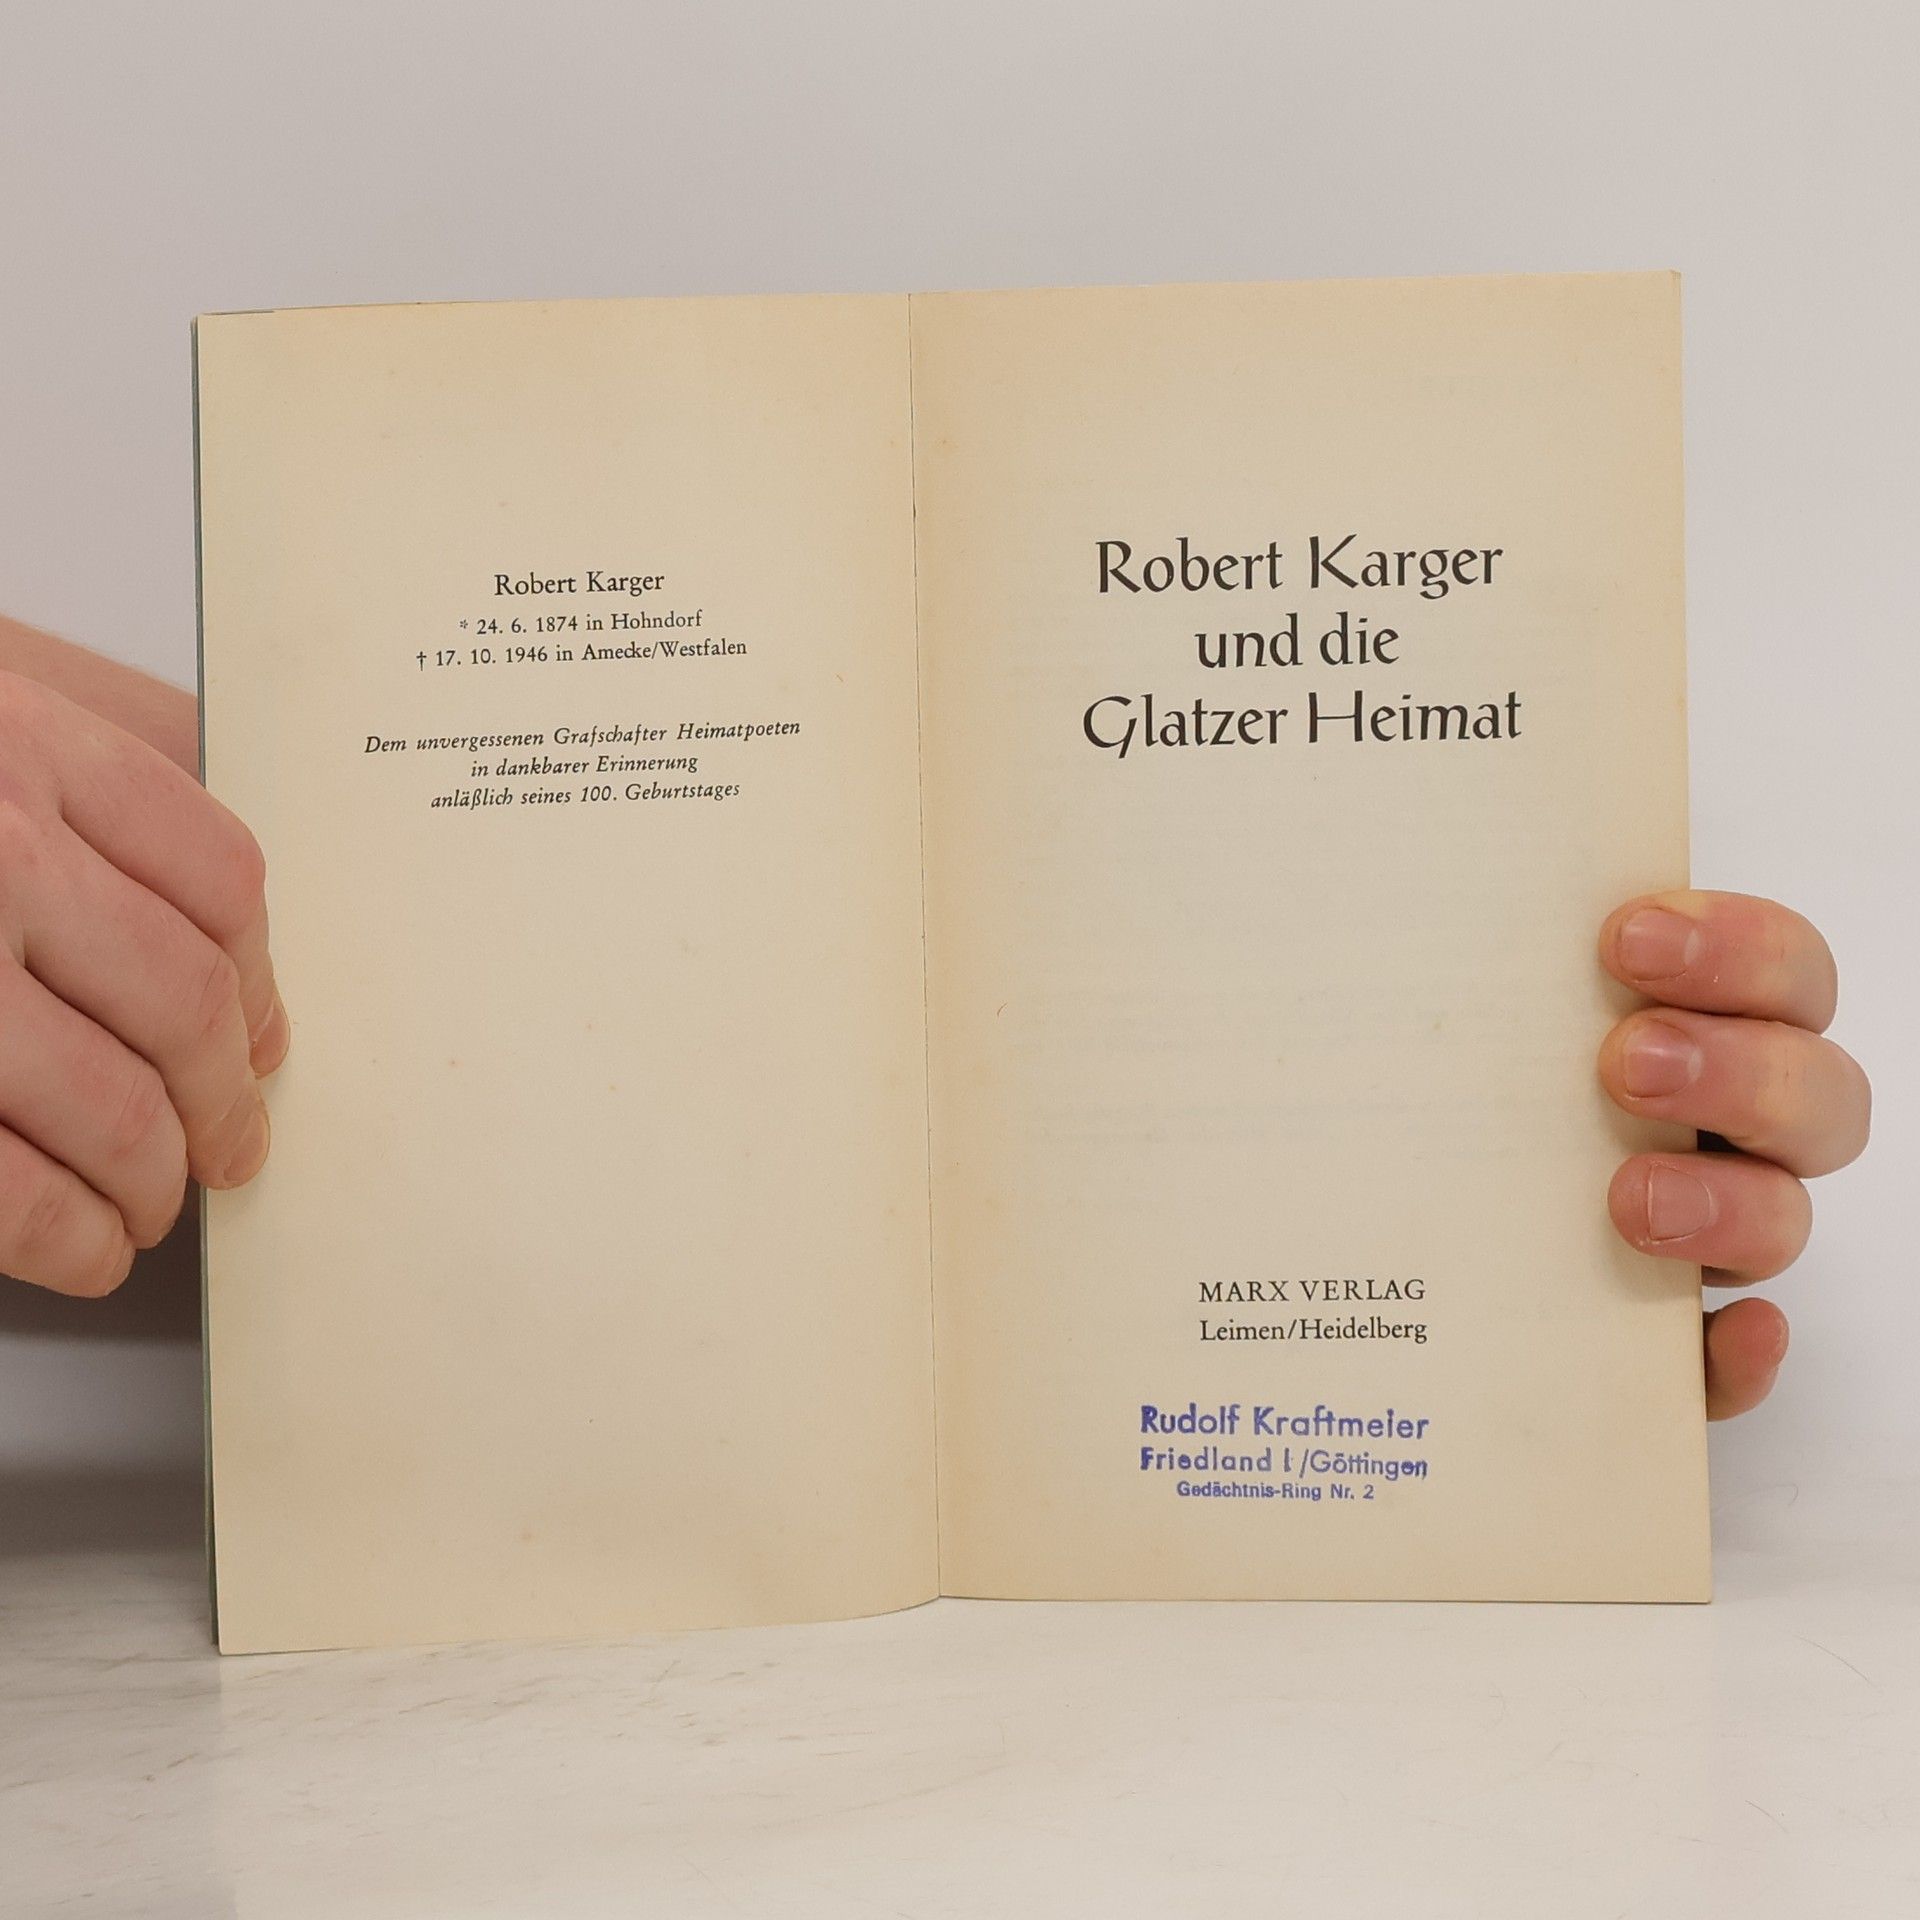 Robert Karger
* 24. 6. 1874 in Hohndorf
† 17. 10. 1946 in Amecke/Westfalen
Dem unvergessenen Grafschafter Heimatpoeten
in dankbarer Erinnerung
anläßlich seines 100. Geburtstages
Robert Karger
und die
Glatzer Heimat
MARX VERLAG
Leimen/Heidelberg
Rudolf Kraftmeier
Friedland I/Göttingen
Gedächtnis-Ring Nr. 2